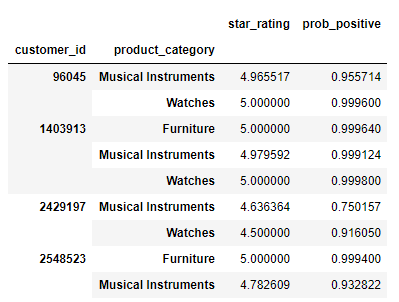 star_rating prob_positive
customer_id product_category
96045 Musical Instruments 4.965517 0.955714
Watches 5.000000 0.999600
1403913 Furniture 5.000000 0.999640
Musical Instruments 4.979592 0.999124
Watches 5.000000 0.999800
2429197 Musical Instruments 4.636364 0.750157
Watches 4.500000 0.916050
2548523 Furniture 5.000000 0.999400
Musical Instruments 4.782609 0.932822